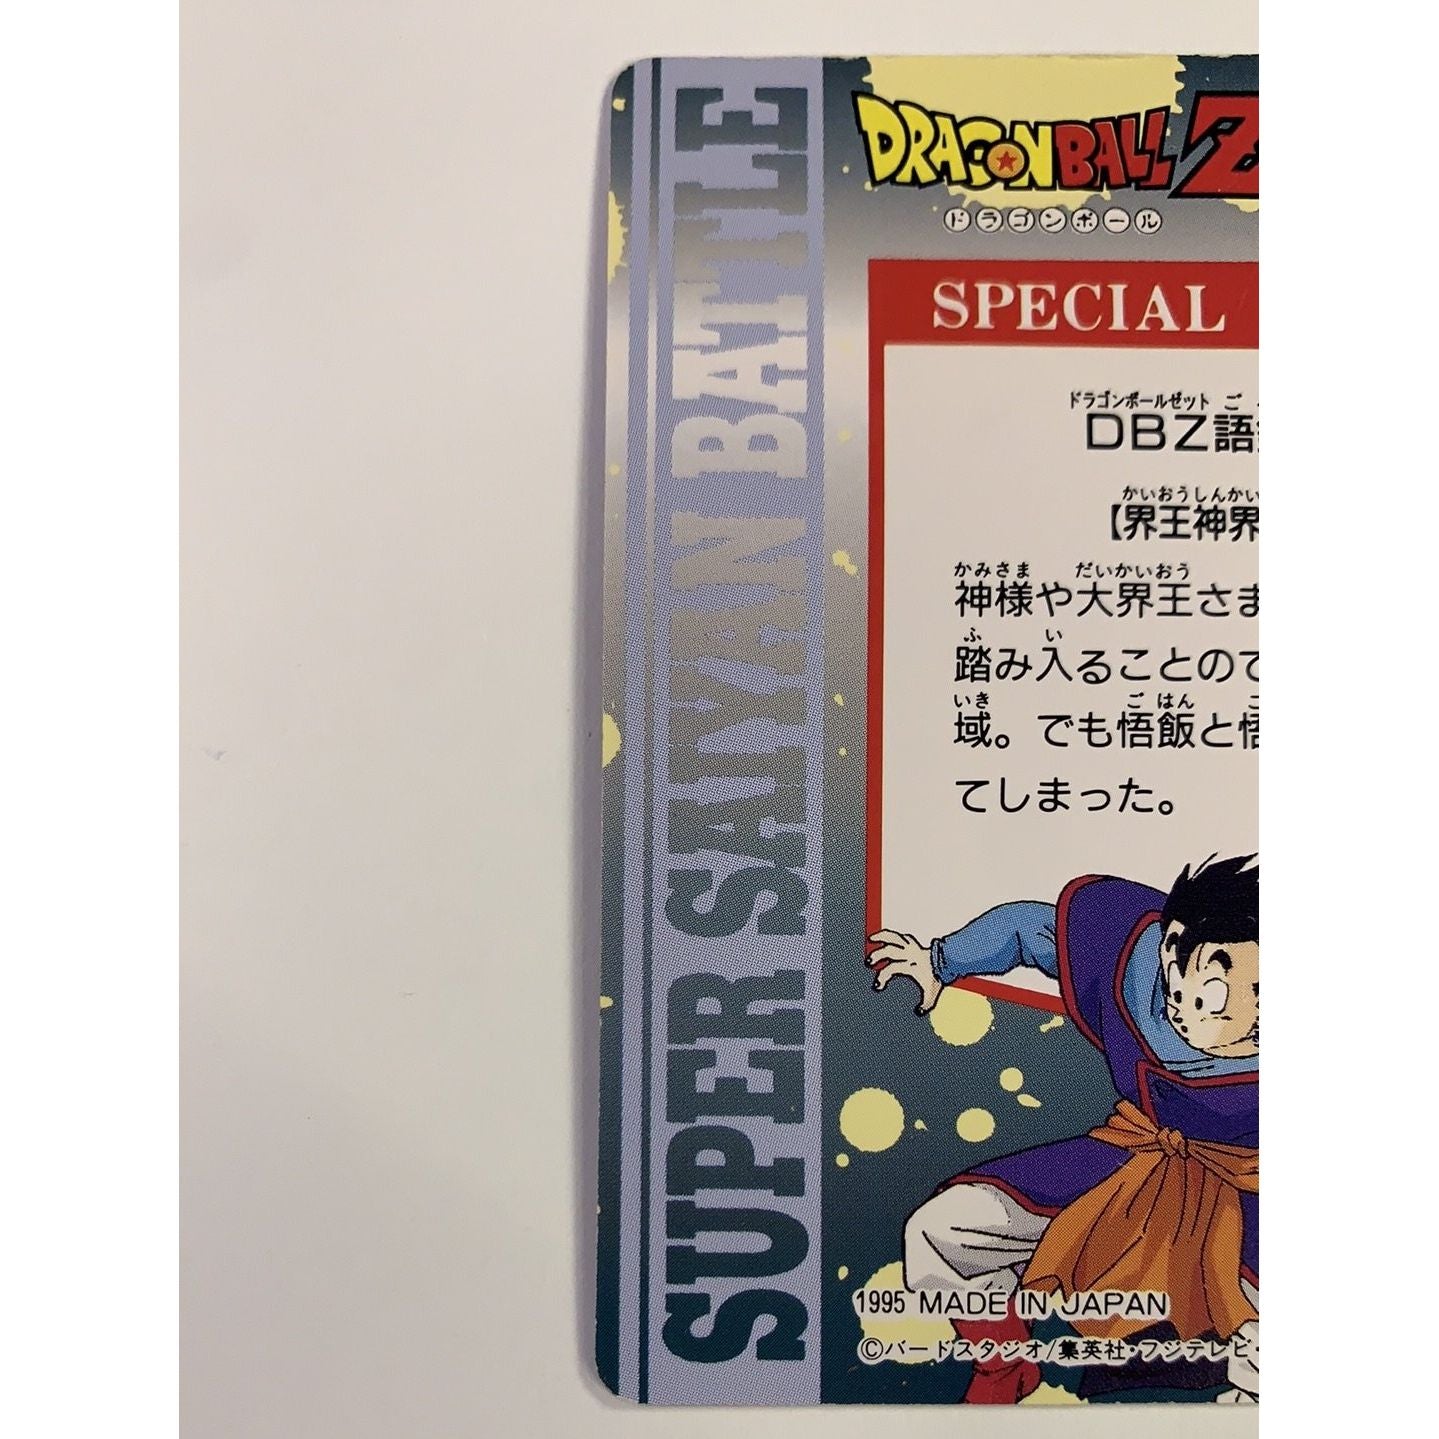 SUPER SAIYAN BATTLE
DRAGON BALL Z
ドラゴンボール
SPECIAL
ドラゴンボールゼット ご
DBZ語
かいおうしんかい
【界王神界
かみさま だいかいおう
神様や大界王さま
ふ い
踏み入ることので
いき ごはん ご
域。でも悟飯と悟
てしまった。
1995 MADE IN JAPAN
©バードスタジオ/集英社・フジテレビ・